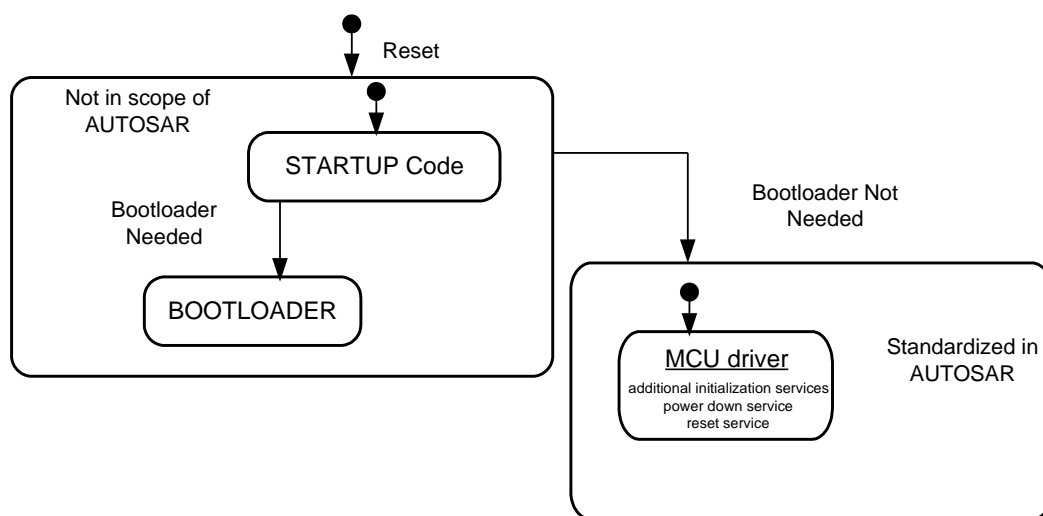 Reset
Not in scope of
AUTOSAR
STARTUP Code
Bootloader
Needed
BOOTLOADER
Bootloader Not
Needed
MCU driver
additional initialization services
power down service
reset service
Standardized in
AUTOSAR